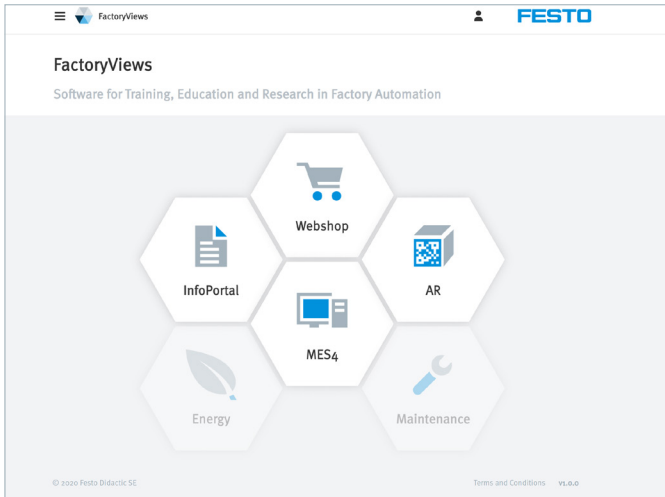 FactoryViews
FESTO
FactoryViews
Software for Training, Education and Research in Factory Automation
Webshop
InfoPortal
AR
MES4
Energy
Maintenance
© 2020 Festo Didactic SE
Terms and Conditions v1.0.0